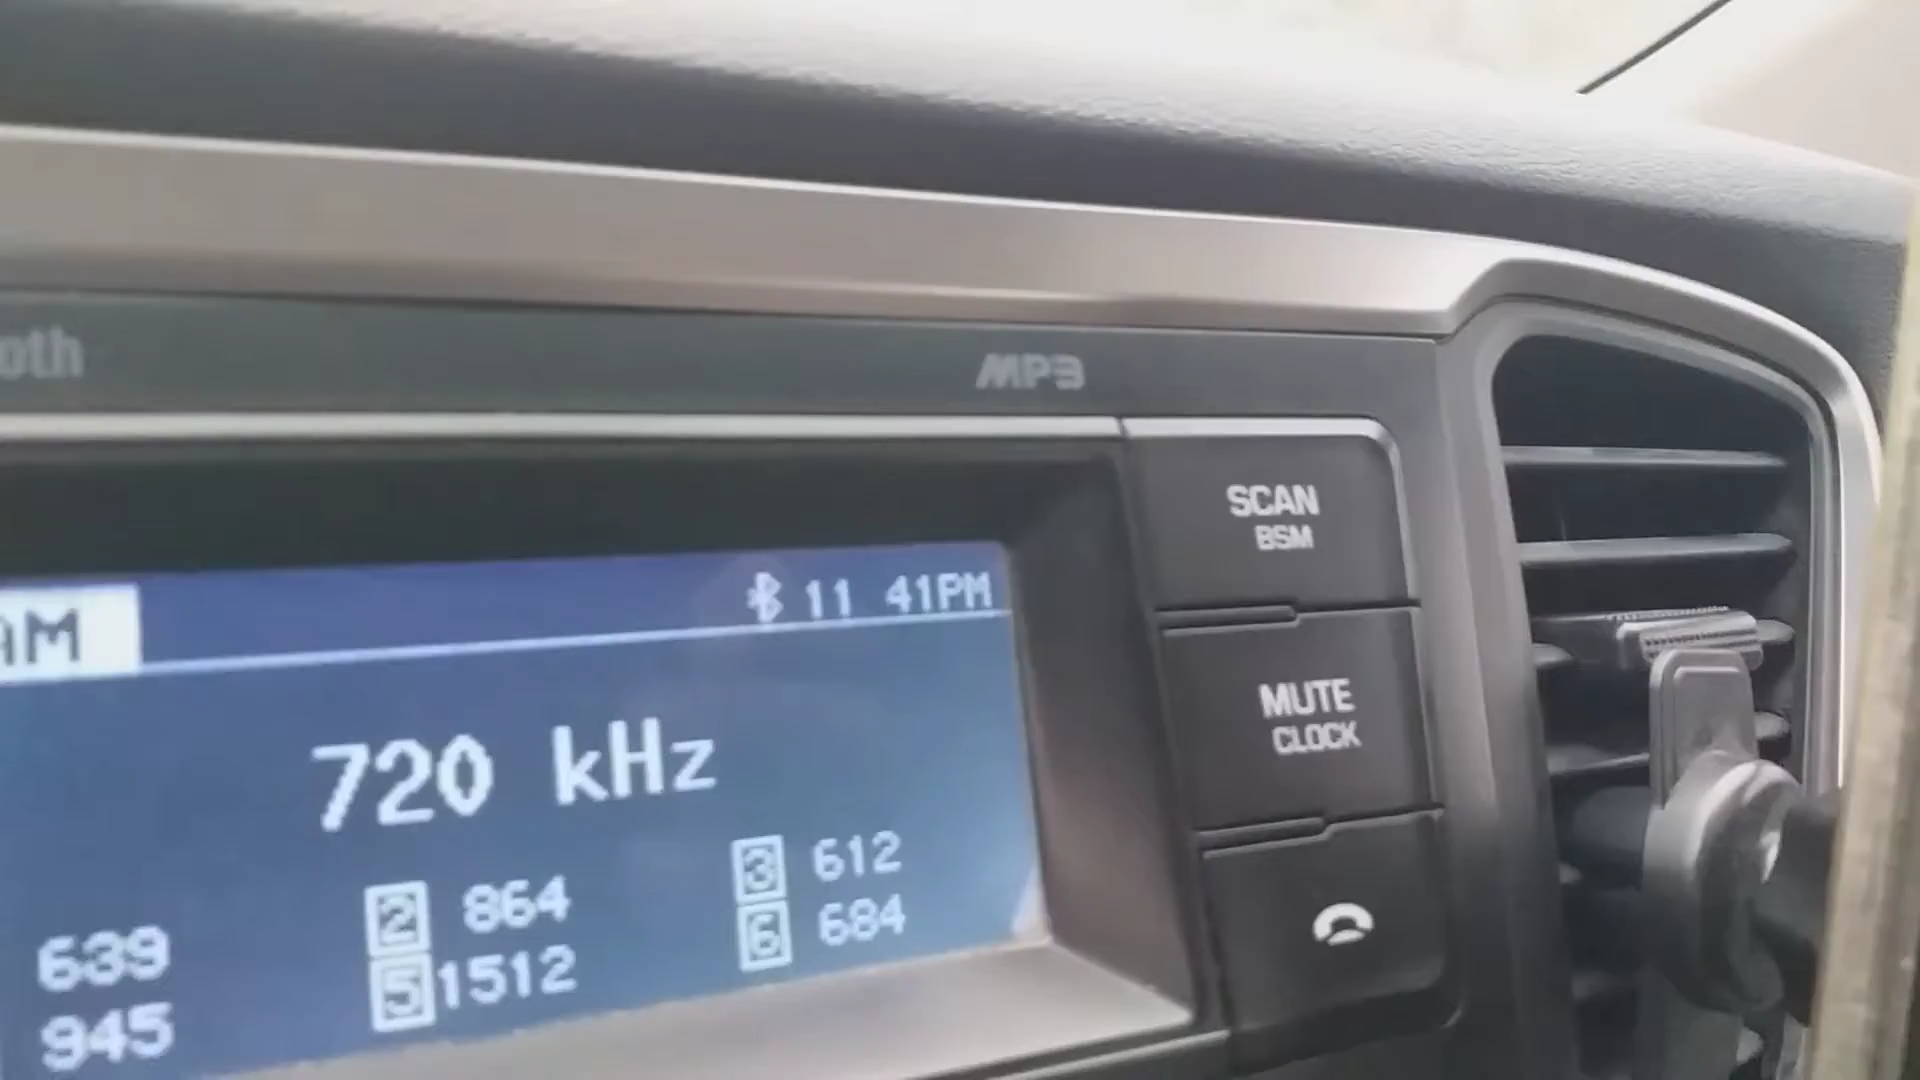 oth
MP3
SCAN
BSM
AM
11 41PM
MUTE
CLOCK
720 kHz
639
2 864
3 612
945
5 1512
6 684